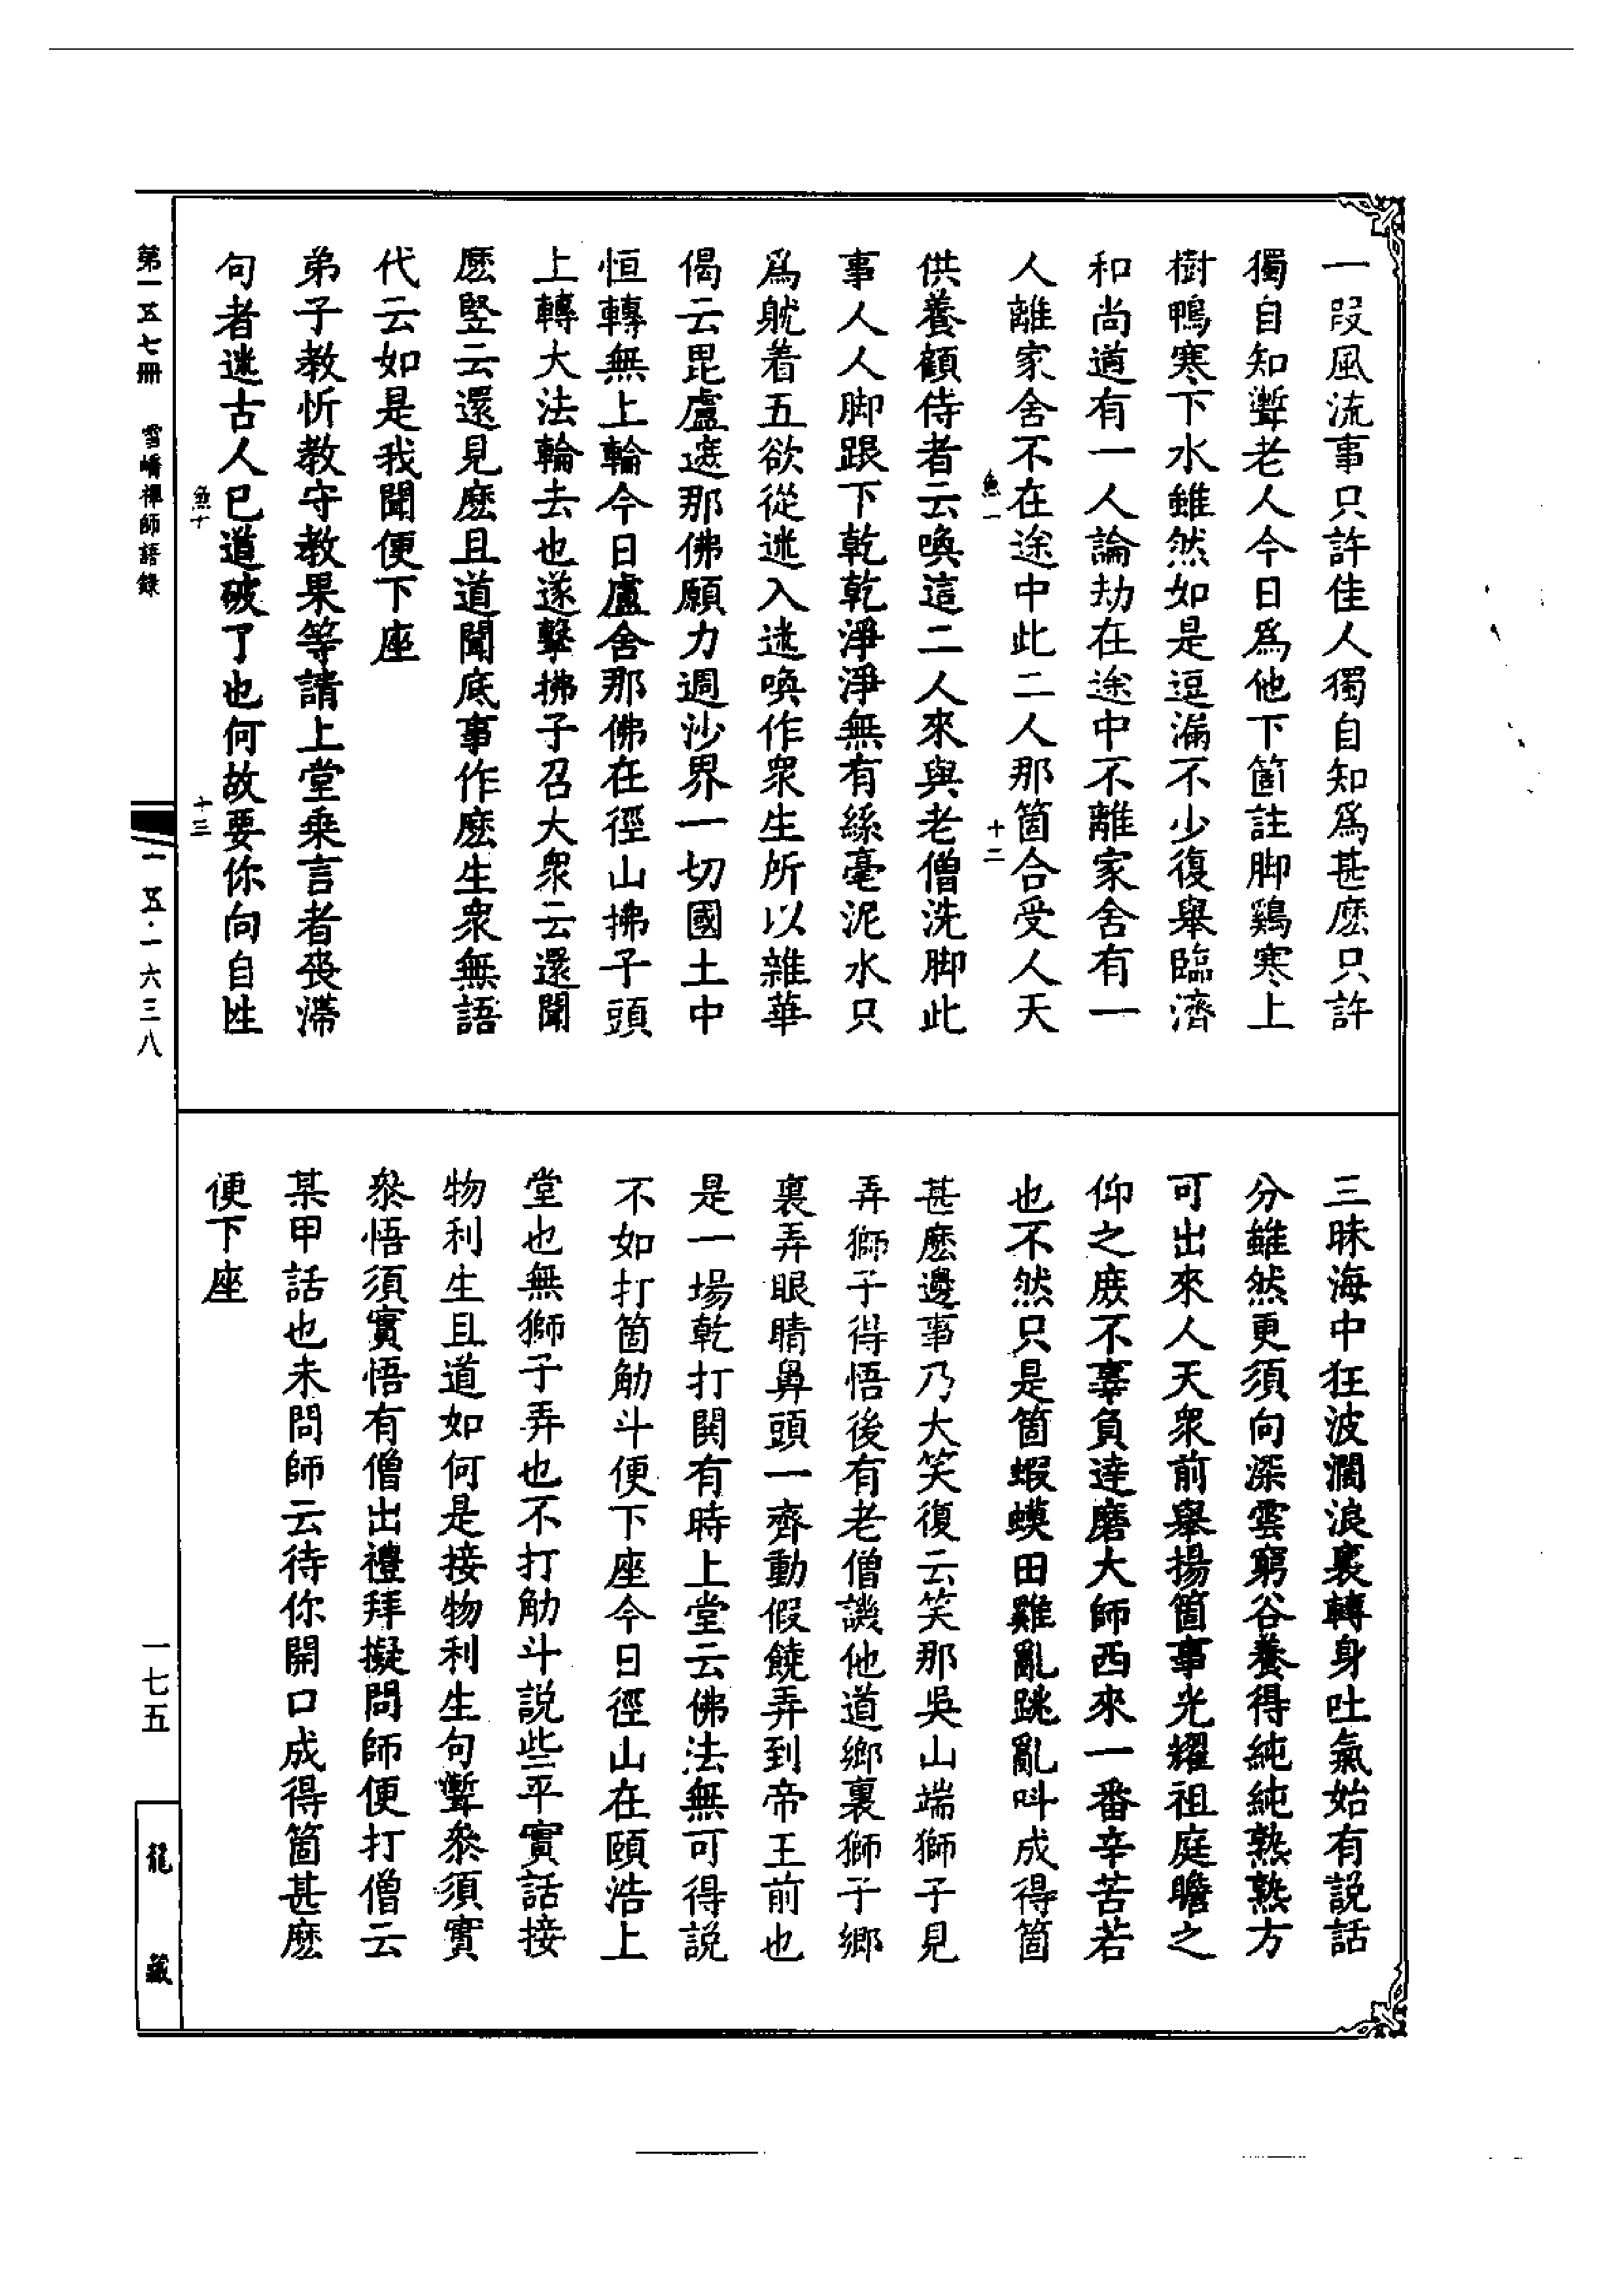 一段風流事只許佳人獨自知爲甚麽只許
獨自知蹔老人今日爲他下箇註脚鷄寒上
樹鴨寒下水雖然如是逗漏不少復舉臨濟
和尚道有一人論劫在途中不離家舍有一
人離家舍不在途中此二人那箇合受人天
供養顧侍者云喚這二人來與老僧洗脚此
事人人脚跟下乾乾淨淨無有絲毫泥水只
爲躭着五欲從迷入迷喚作衆生所以雜華
偈云毘盧遮那佛願力週沙界一切國土中
恒轉無上輪今日盧舍那佛在徑山拂子頭
上轉大法輪去也遂擊拂子召大衆云還聞
麽竪云還見麽且道聞底事作麽生衆無語
代云如是我聞便下座
弟子教忻教守教果等請上堂乘言者喪滯
句者迷古人已道破了也何故要你向自性
三昧海中狂波濶浪裏轉身吐氣始有説話
分雖然更須向深雲窮谷養得純純熟熟方
可出來人天衆前舉揚箇事光耀祖庭瞻之
仰之庶不辜負達磨大師西來一番辛苦若
也不然只是箇蝦蟆田雞亂跳亂呌成得箇
甚麽邊事乃大笑復云笑那吳山端獅子見
弄獅子得悟後有老僧譏他道鄉裏獅子鄉
裏弄眼睛鼻頭一齊動假饒弄到帝王前也
是一場乾打閧有時上堂云佛法無可得説
不如打箇觔斗便下座今日徑山在頤浩上
堂也無獅子弄也不打觔斗説些平實話接
物利生且道如何是接物利生句蹔叅須實
叅悟須實悟有僧出禮拜擬問師便打僧云
某甲話也未問師云待你開口成得箇甚麽
便下座
魚一
十二
魚十
十三
第一五七冊 雪嶠禪師語錄
一五·一六三八
一七五
龍藏